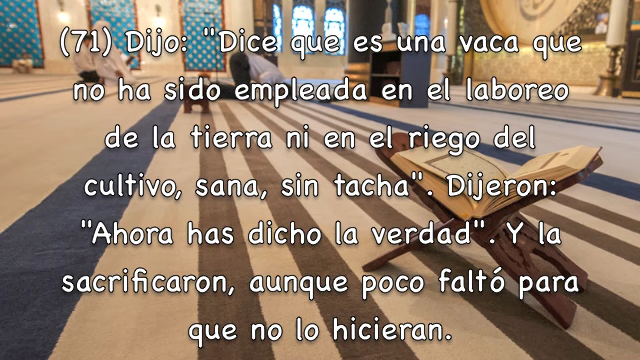 (71) Dijo: "Dice que es una vaca que
no ha sido empleada en el laboreo
de la tierra ni en el riego del
cultivo, sana, sin tacha". Dijeron:
"Ahora has dicho la verdad". Y la
sacrificaron, aunque poco faltó para
que no lo hicieran.